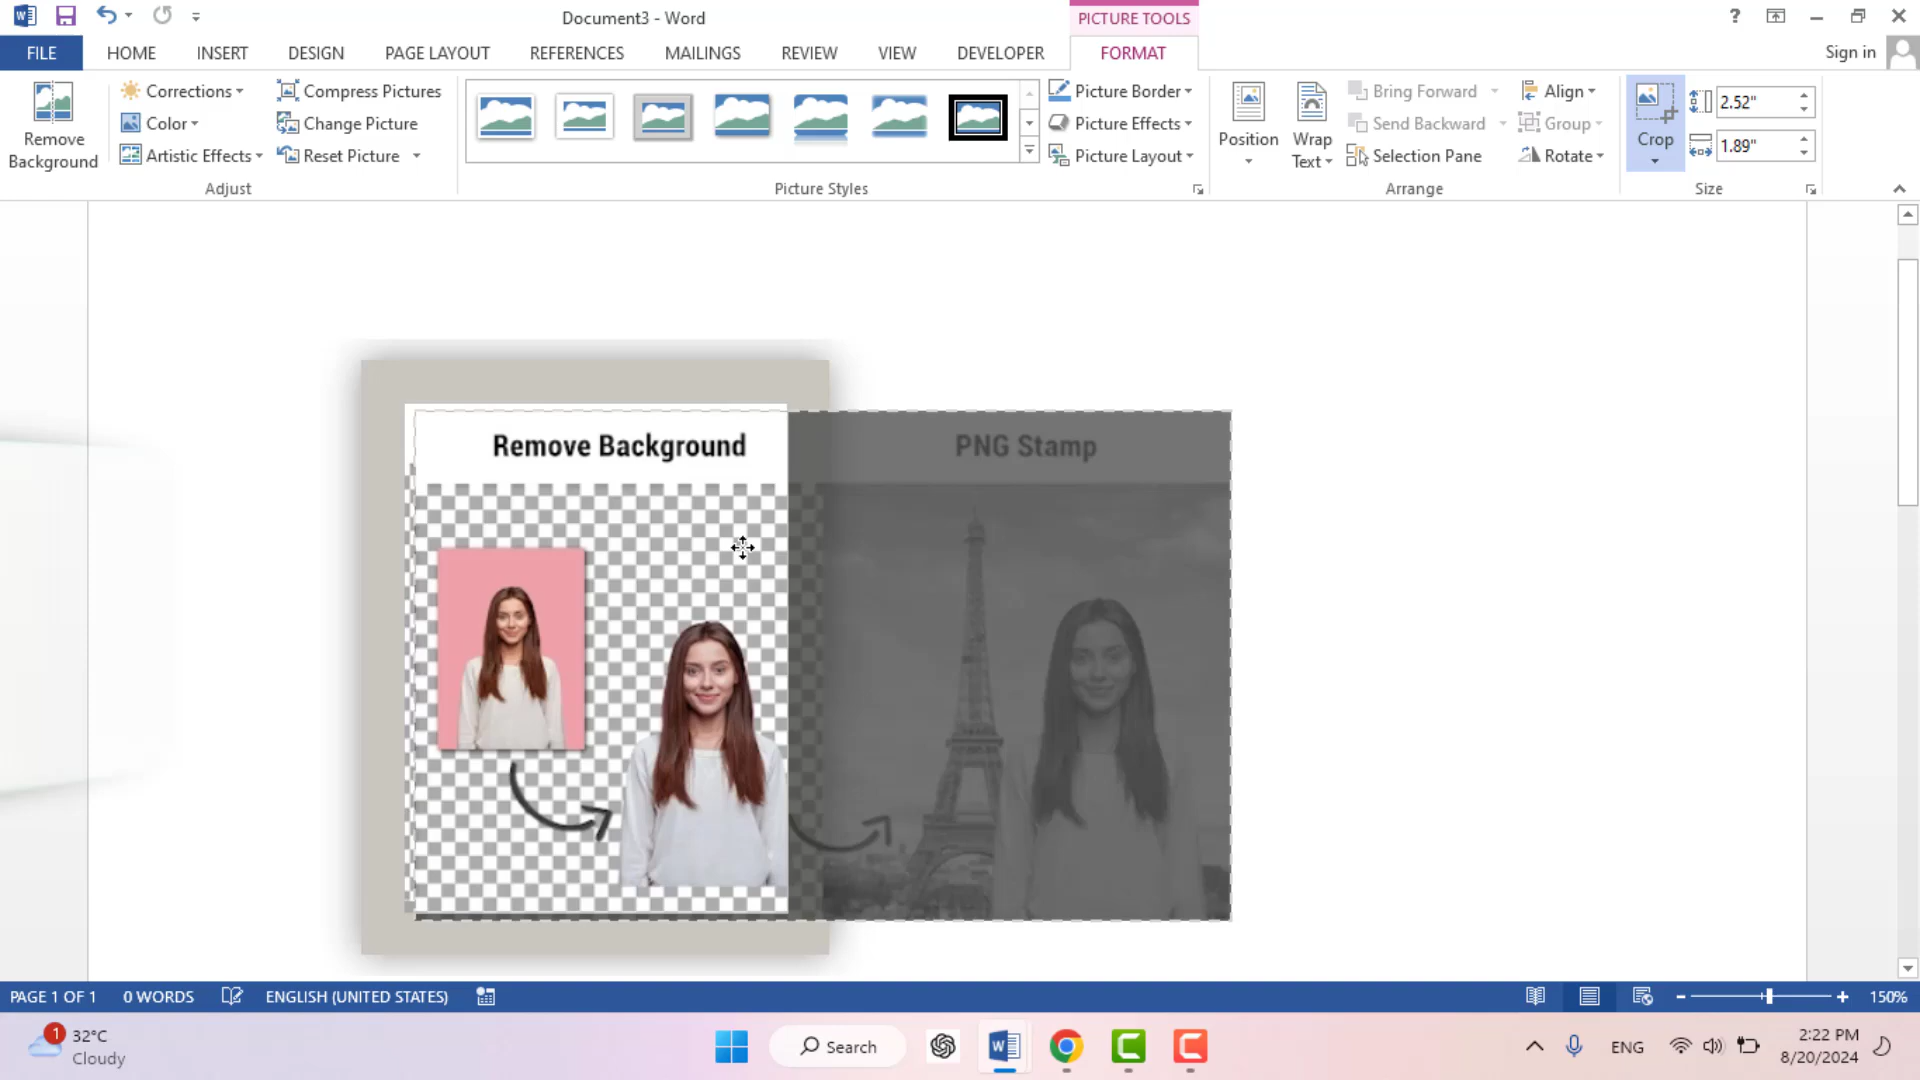 Document3 - Word
PICTURE TOOLS
?
FILE
HOME
INSERT
DESIGN
PAGE LAYOUT
REFERENCES
MAILINGS
REVIEW
VIEW
DEVELOPER
FORMAT
Sign in
Remove Background
Corrections
Color
Artistic Effects
Compress Pictures
Change Picture
Reset Picture
Adjust
Picture Styles
Picture Border
Picture Effects
Picture Layout
Position
Wrap Text
Bring Forward
Send Backward
Selection Pane
Align
Group
Rotate
Arrange
Crop
2.52"
1.89"
Size
Remove Background
PNG Stamp
PAGE 1 OF 1
0 WORDS
ENGLISH (UNITED STATES)
150%
1
32°C
Cloudy
Search
ENG
2:22 PM
8/20/2024